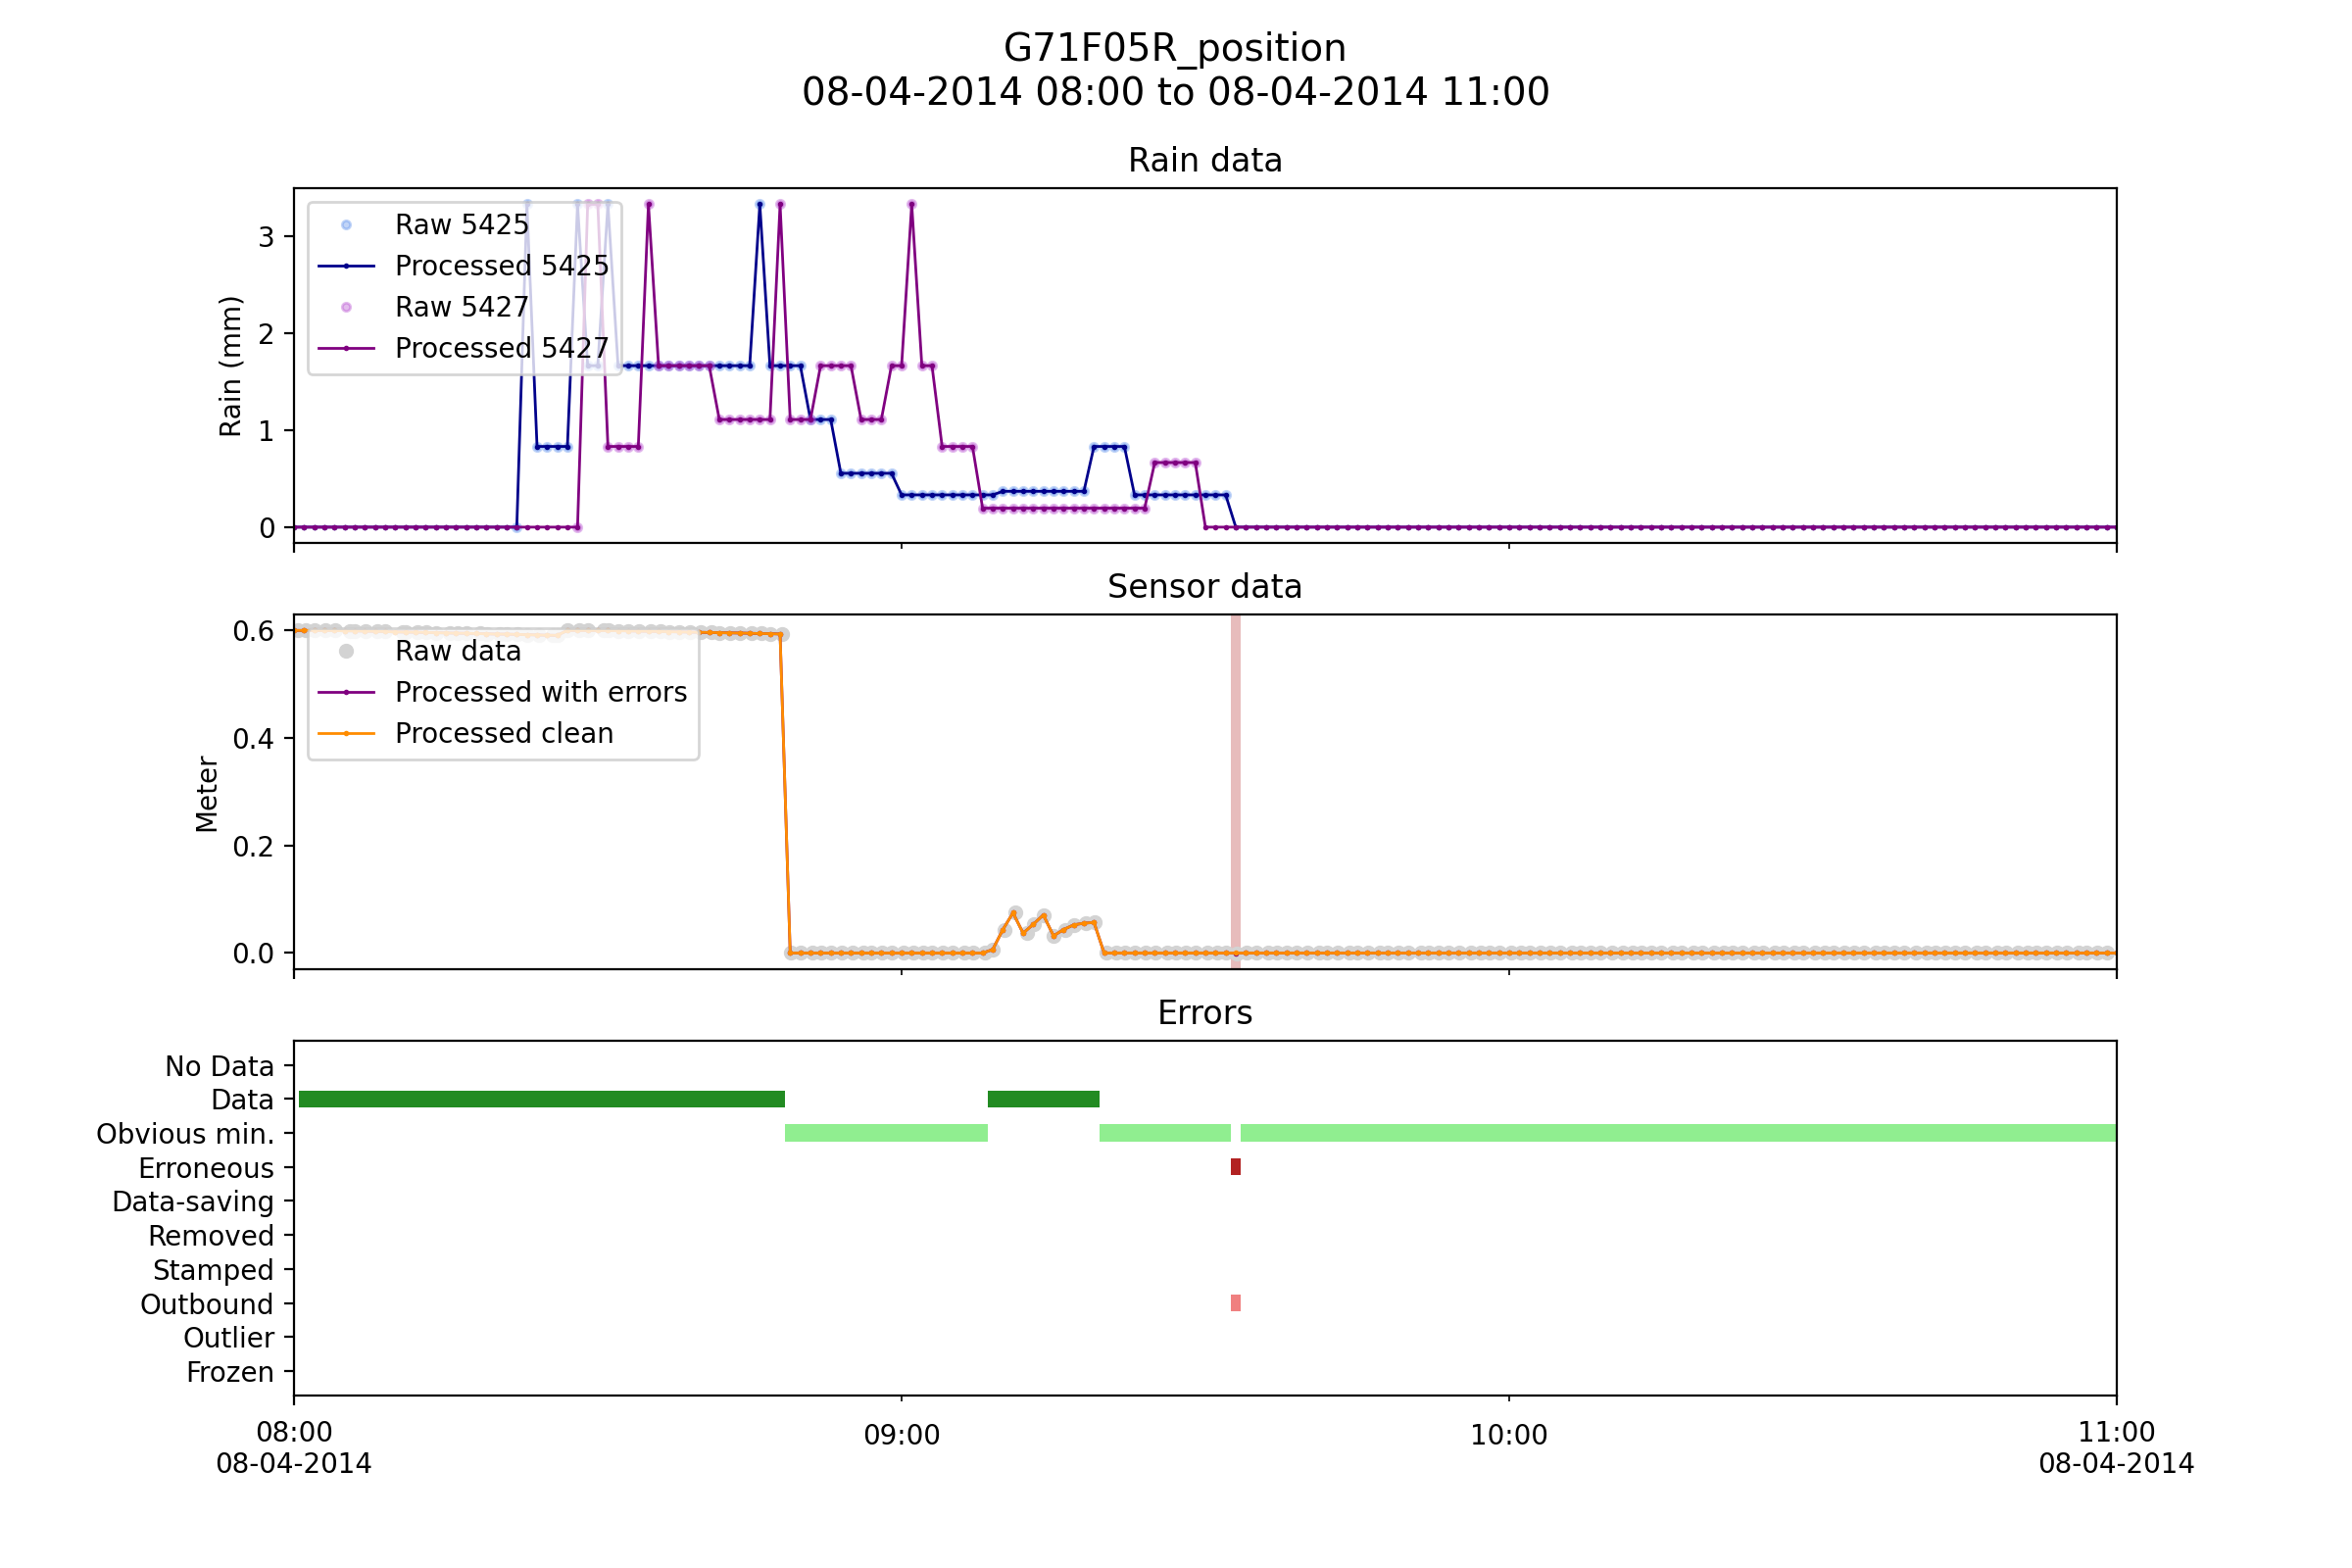 G71F05R_position
08-04-2014 08:00 to 08-04-2014 11:00
Rain data
Rain (mm)
3
2
1
0
Raw 5425
Processed 5425
Raw 5427
Processed 5427
Sensor data
Meter
0.6
0.4
0.2
0.0
Raw data
Processed with errors
Processed clean
Errors
No Data
Data
Obvious min.
Erroneous
Data-saving
Removed
Stamped
Outbound
Outlier
Frozen
08:00
08-04-2014
09:00
10:00
11:00
08-04-2014